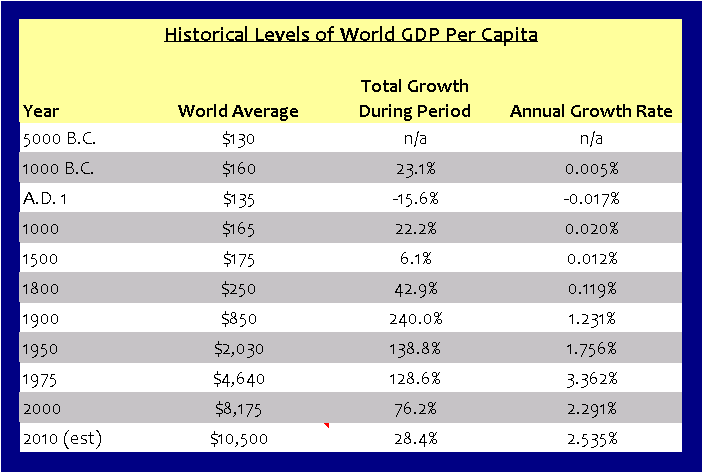 Historical Levels of World GDP Per Capita
Total Growth
Year World Average During Period Annual Growth Rate
5000 B.C. $130 n/a n/a
1000 B.C. $160 23.1% 0.005%
A.D. 1 $135 -15.6% -0.017%
1000 $165 22.2% 0.020%
1500 $175 6.1% 0.012%
1800 $250 42.9% 0.119%
1900 $850 240.0% 1.231%
1950 $2,030 138.8% 1.756%
1975 $4,640 128.6% 3.362%
2000 $8,175 76.2% 2.291%
2010 (est) $10,500 28.4% 2.535%